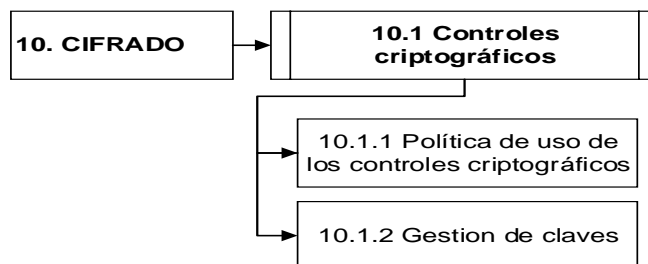 10. CIFRADO
10.1 Controles
criptográficos
10.1.1 Política de uso de
los controles criptográficos
10.1.2 Gestion de claves